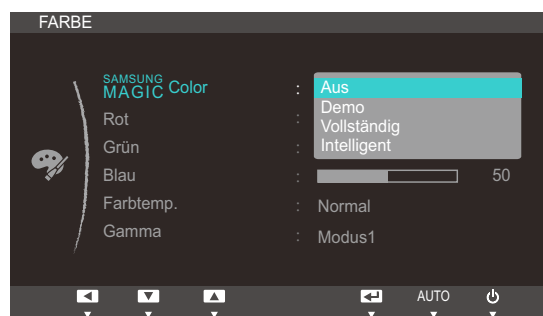 FARBE
SAMSUNG
MAGIC Color : Aus
Demo
Rot :
Vollständig
Grün :
Intelligent
Blau : 50
Farbtemp. : Normal
Gamma : Modus1
AUTO